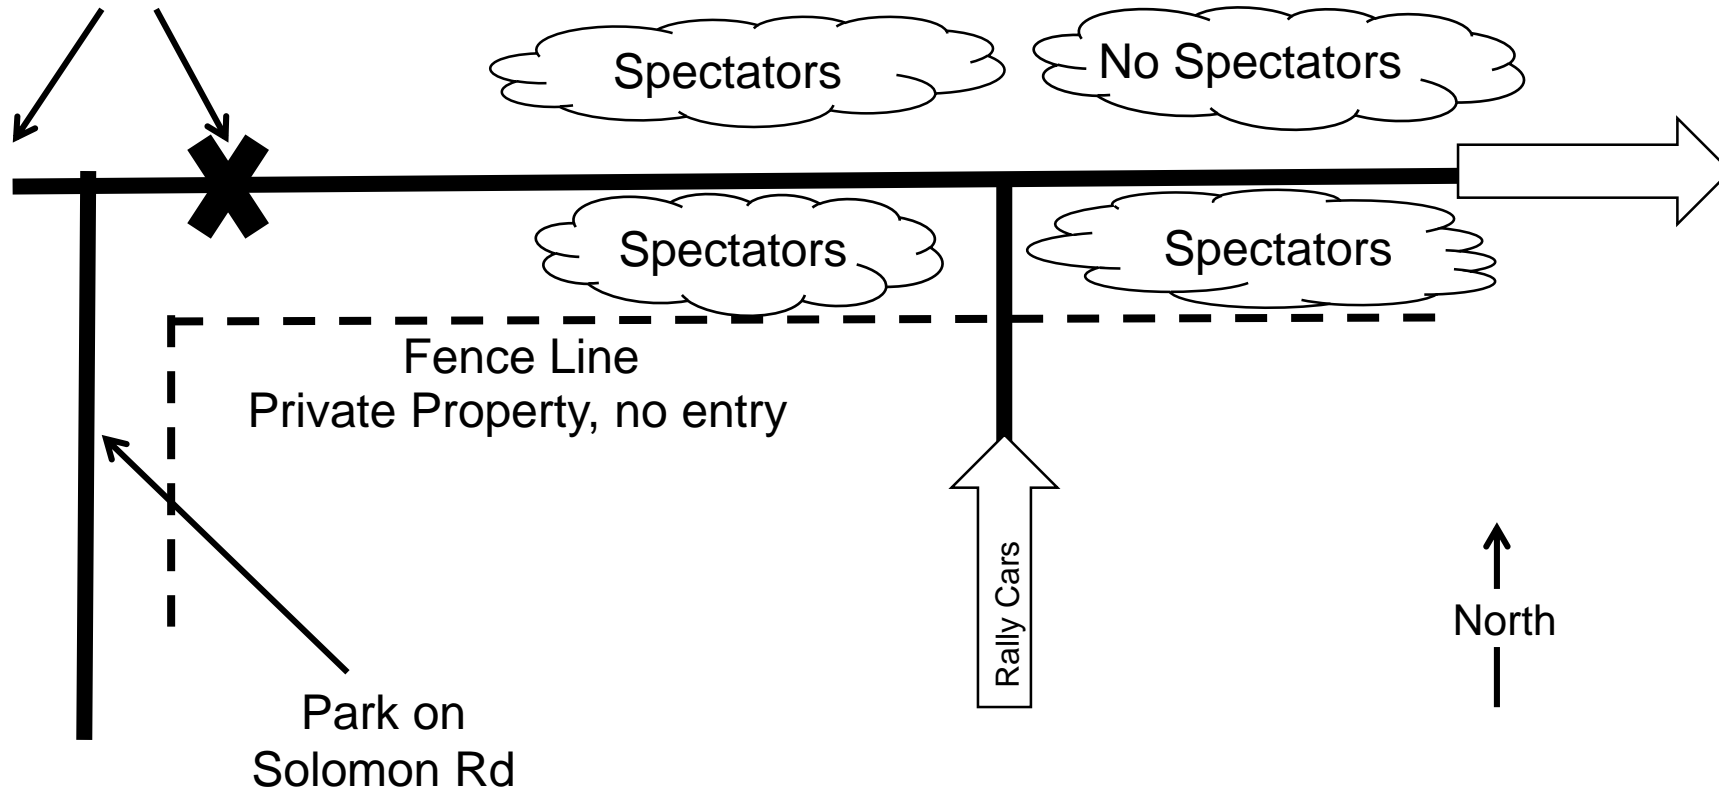 Spectators
No Spectators
Spectators
Spectators
Fence Line
Private Property, no entry
Rally Cars
North
Park on
Solomon Rd